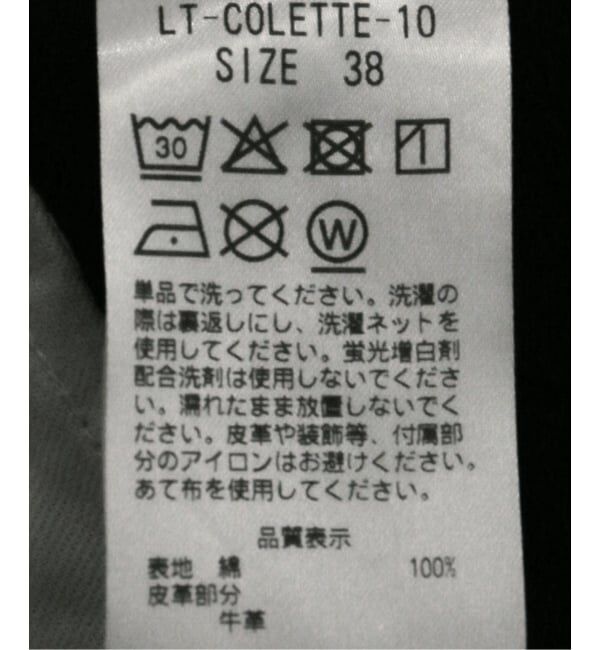 LT-COLETTE-10
SIZE 38
30
W
単品で洗ってください。洗濯の
際は裏返しにし、洗濯ネットを
使用してください。蛍光増白剤
配合洗剤は使用しないでくださ
い。濡れたまま放置しないでく
ださい。皮革や装飾等、付属部
分のアイロンはお避けください。
あて布を使用してください。
品質表示
表地 綿 100%
皮革部分
牛革